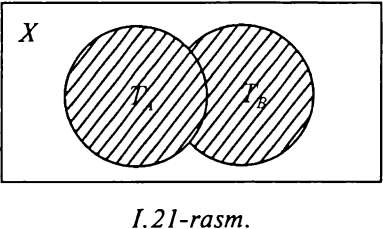 X
T_A T_B
I.21-rasm.